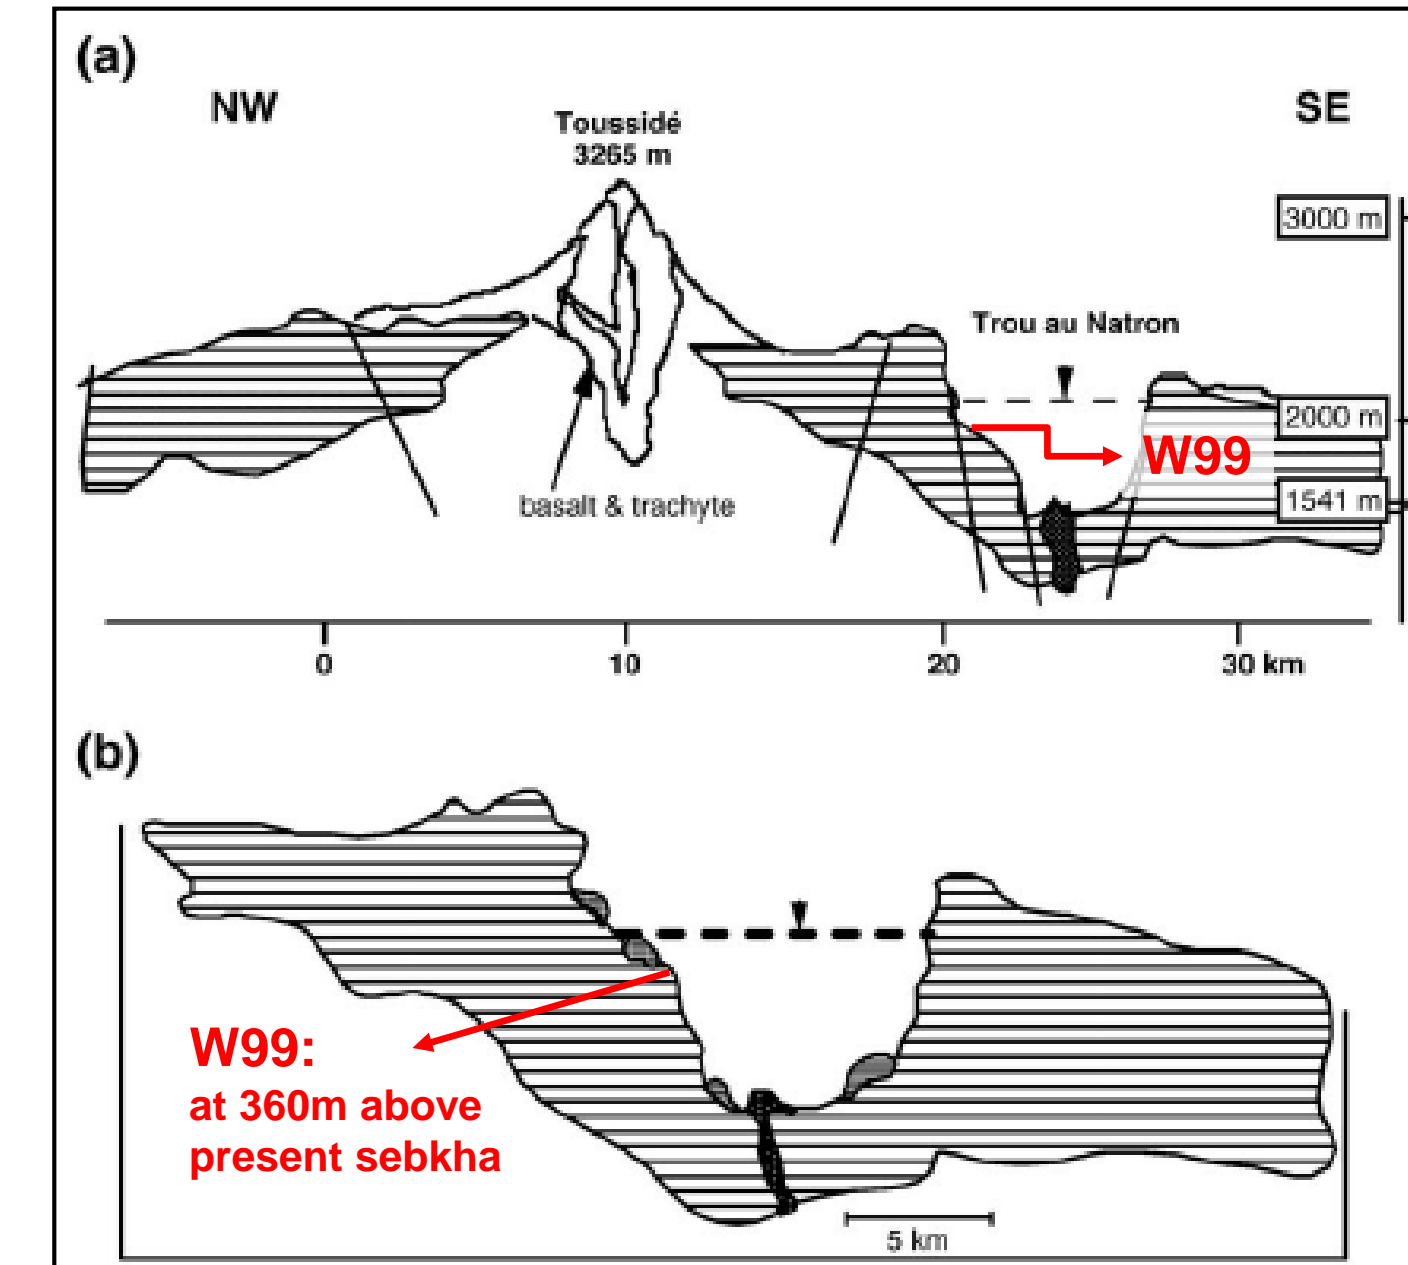 (a)
NW
SE
Toussidé
3265 m
3000 m
Trou au Natron
2000 m
W99
1541 m
basalt & trachyte
0
10
20
30 km
(b)
W99:
at 360m above
present sebkha
5 km